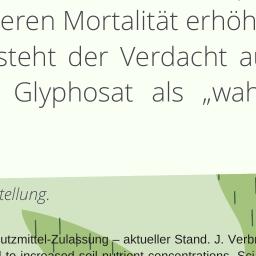 eren Mortalität erhöh
steht der Verdacht au
Glyphosat als „wah
tellung.
utzmittel-Zulassung – aktueller Stand. J. Verbr
to increased soil nutrient concentrations. Sci